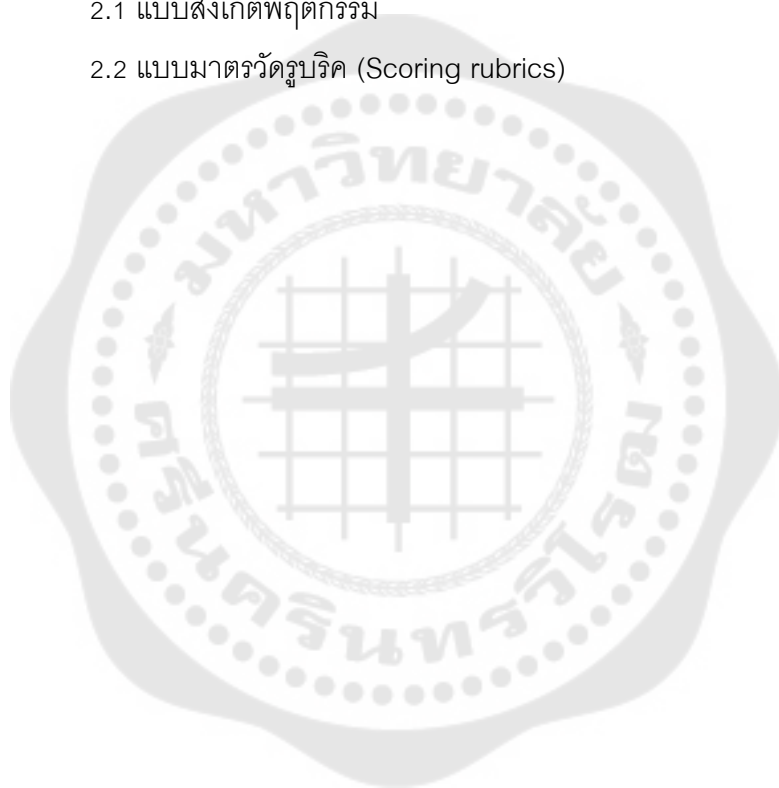 2.1 แบบสังเกตพฤติกรรม
2.2 แบบมาตรวัดรูบริค (Scoring rubrics)
มหาวิทยาลัย
ศรีนครินทรวิโรฒ